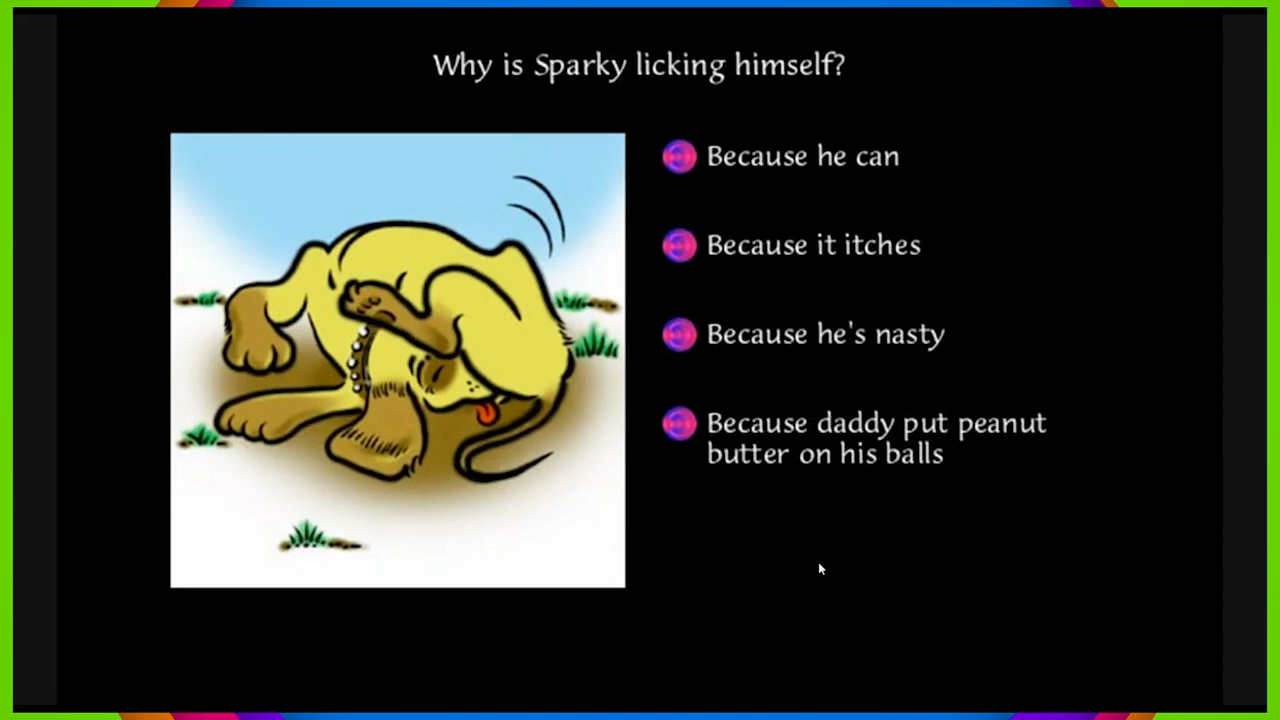 Why is Sparky licking himself?
Because he can
Because it itches
Because he's nasty
Because daddy put peanut
butter on his balls